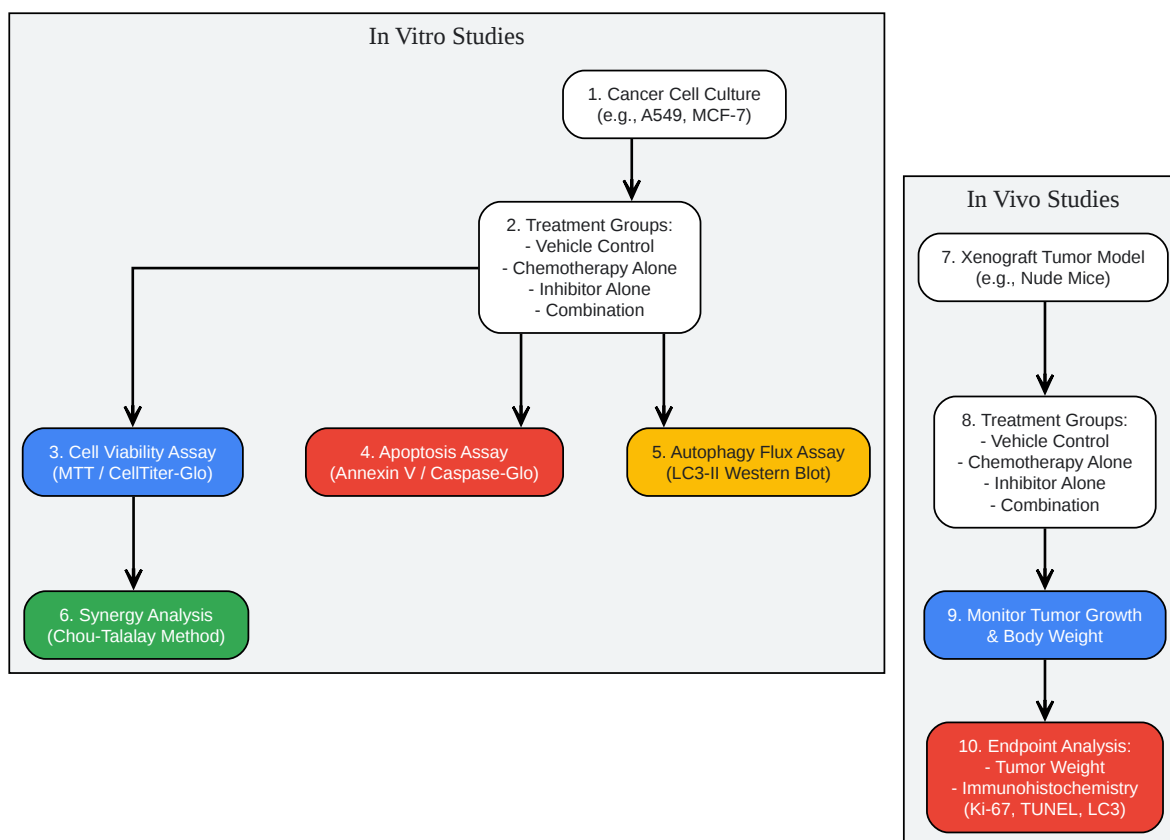 In Vitro Studies
1. Cancer Cell Culture
(e.g., A549, MCF-7)
2. Treatment Groups:
- Vehicle Control
- Chemotherapy Alone
- Inhibitor Alone
- Combination
3. Cell Viability Assay
(MTT / CellTiter-Glo)
4. Apoptosis Assay
(Annexin V / Caspase-Glo)
5. Autophagy Flux Assay
(LC3-II Western Blot)
6. Synergy Analysis
(Chou-Talalay Method)
In Vivo Studies
7. Xenograft Tumor Model
(e.g., Nude Mice)
8. Treatment Groups:
- Vehicle Control
- Chemotherapy Alone
- Inhibitor Alone
- Combination
9. Monitor Tumor Growth
& Body Weight
10. Endpoint Analysis:
- Tumor Weight
- Immunohistochemistry
(Ki-67, TUNEL, LC3)